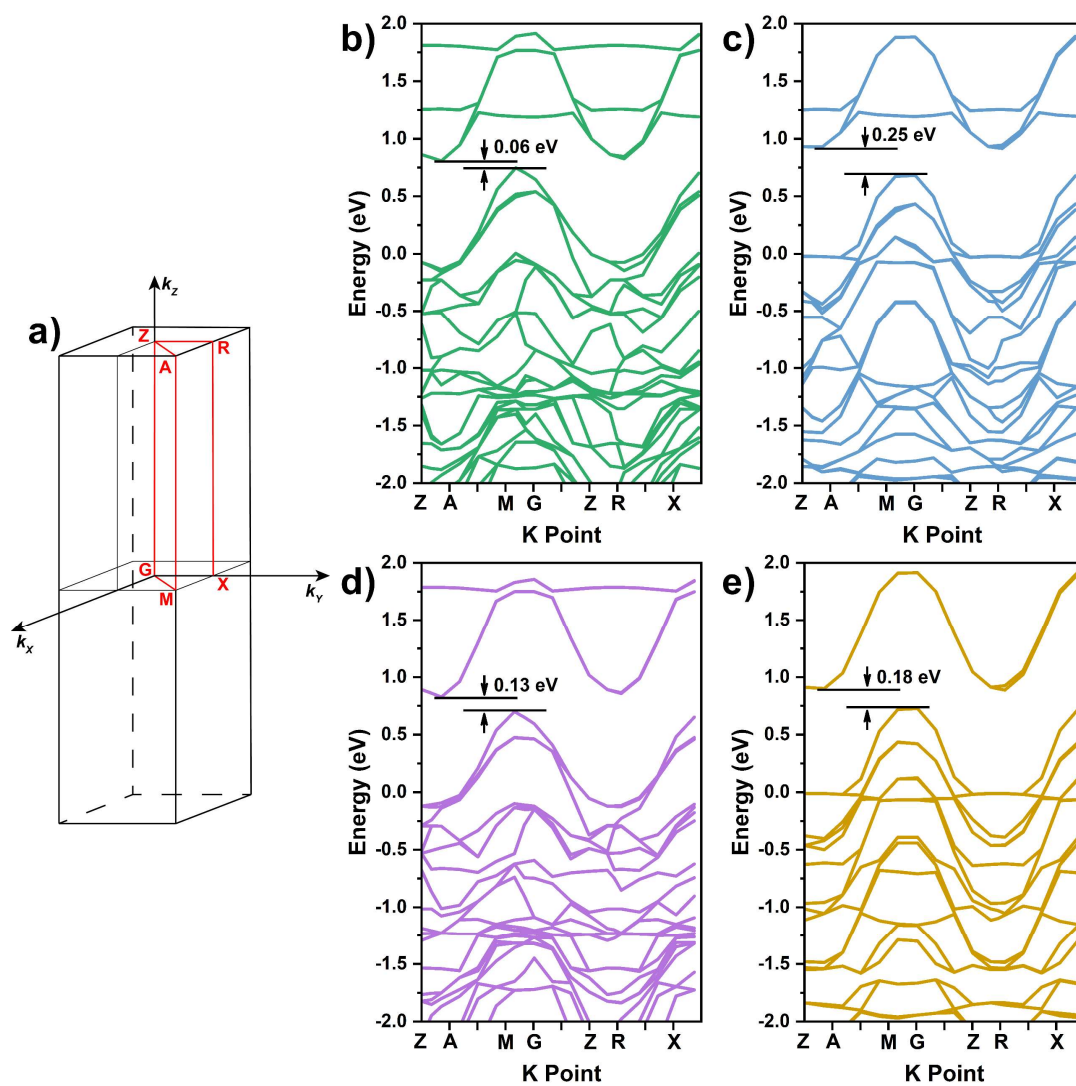 a)
k_Z
Z
R
A
G
X
M
k_X
k_Y
b)
2.0
1.5
1.0
0.5
0.0
-0.5
-1.0
-1.5
-2.0
Energy (eV)
0.06 eV
Z A M G Z R X
K Point
c)
2.0
1.5
1.0
0.5
0.0
-0.5
-1.0
-1.5
-2.0
Energy (eV)
0.25 eV
Z A M G Z R X
K Point
d)
2.0
1.5
1.0
0.5
0.0
-0.5
-1.0
-1.5
-2.0
Energy (eV)
0.13 eV
Z A M G Z R X
K Point
e)
2.0
1.5
1.0
0.5
0.0
-0.5
-1.0
-1.5
-2.0
Energy (eV)
0.18 eV
Z A M G Z R X
K Point